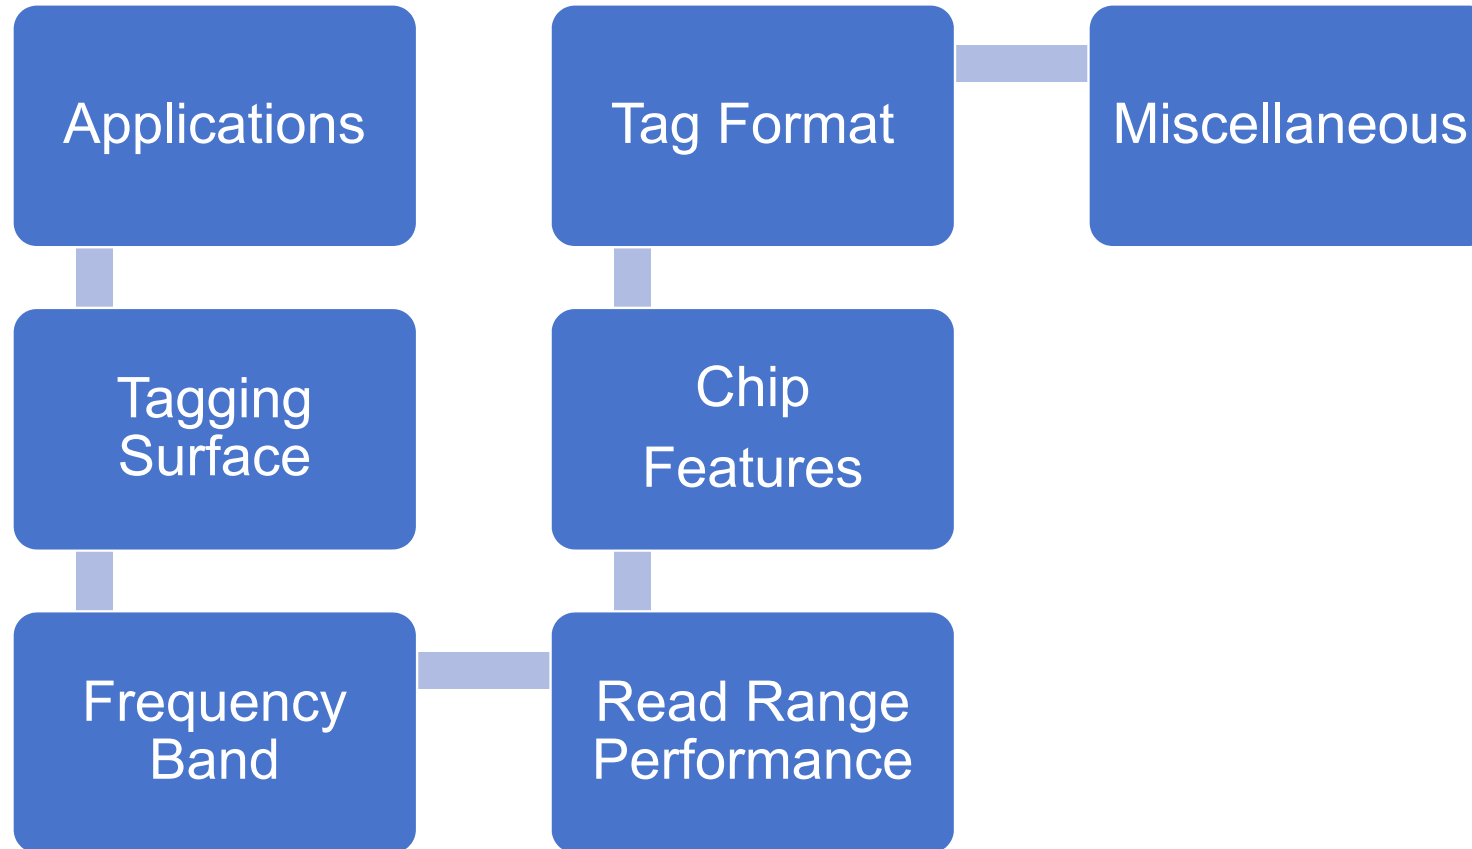 Applications
Tagging
Surface
Frequency
Band
Read Range
Performance
Chip
Features
Tag Format
Miscellaneous